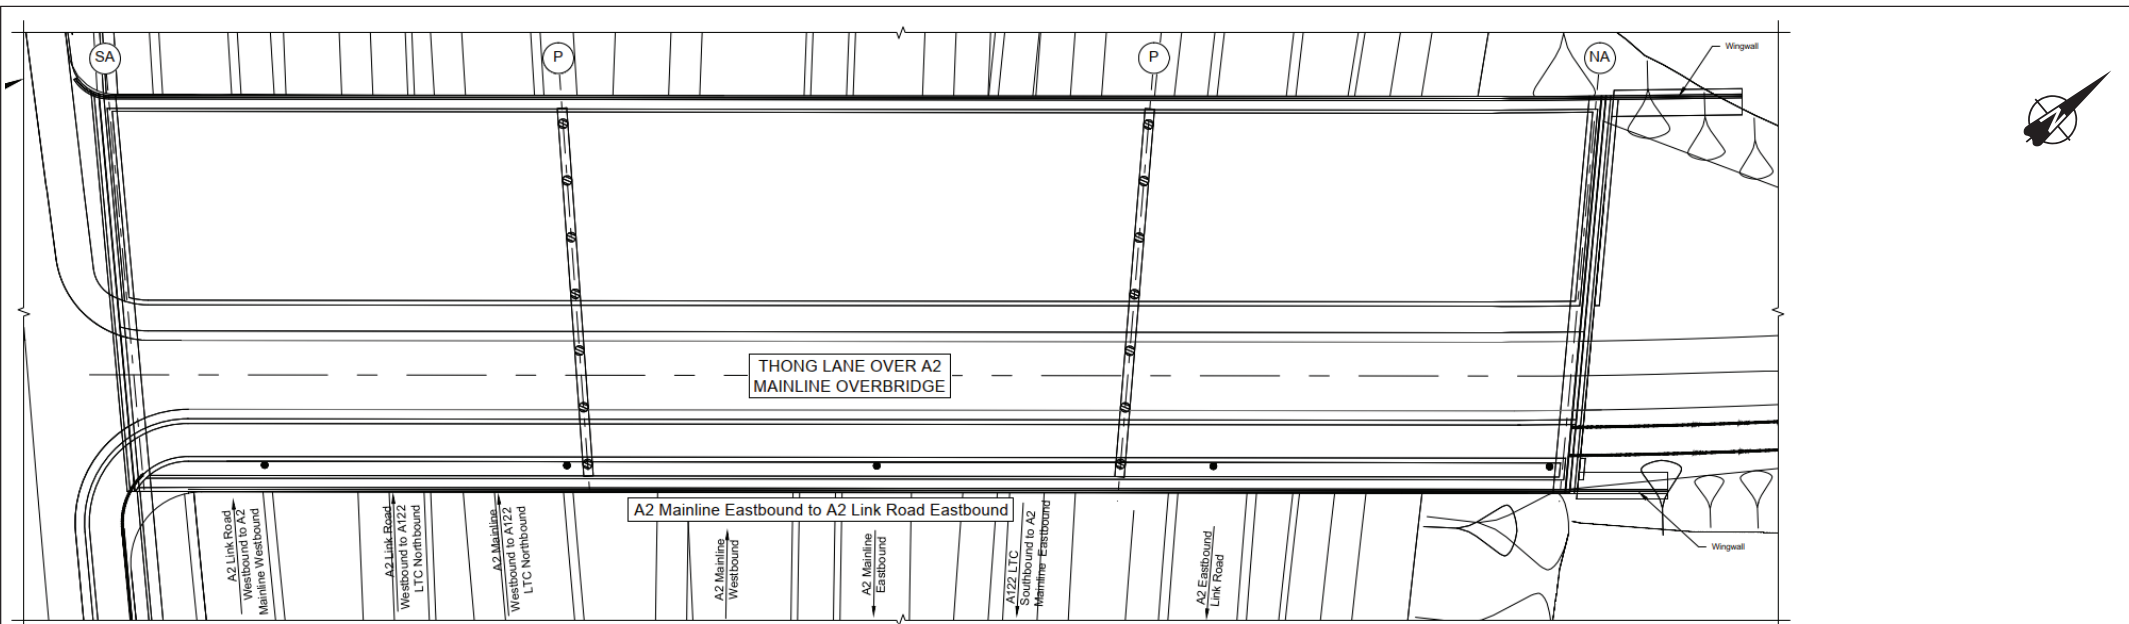 Wingwall
SA
P
P
NA
N
THONG LANE OVER A2
MAINLINE OVERBRIDGE
A2 Mainline Eastbound to A2 Link Road Eastbound
A2 Link Road
Westbound to A2
Mainline Westbound
A2 Link Road
Westbound to A122
LTC Northbound
A2 Mainline
Westbound to A122
LTC Northbound
A2 Mainline
Westbound
A2 Mainline
Eastbound
A122 LTC
Southbound to A2
Mainline Eastbound
A2 Eastbound
Link Road
Wingwall